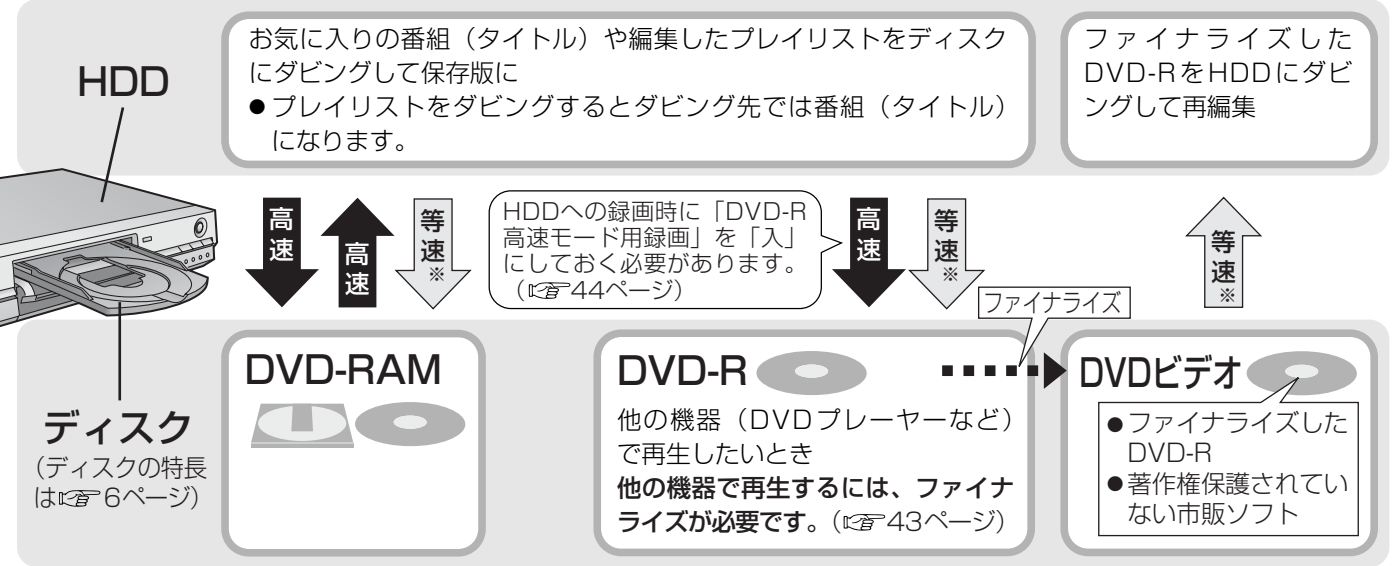 HDD
お気に入りの番組（タイトル）や編集したプレイリストをディスク
にダビングして保存版に
●プレイリストをダビングするとダビング先では番組（タイトル）
になります。
ファイナライズした
DVD-RをHDDにダビ
ングして再編集
高速
高速
等速※
HDDへの録画時に「DVD-R
高速モード用録画」を「入」
にしておく必要があります。
（☞44ページ）
高速
等速※
ファイナライズ
等速※
ディスク
（ディスクの特長
は☞6ページ）
DVD-RAM
DVD-R
他の機器（DVDプレーヤーなど）
で再生したいとき
他の機器で再生するには、ファイナ
ライズが必要です。（☞43ページ）
DVDビデオ
●ファイナライズした
DVD-R
●著作権保護されてい
ない市販ソフト